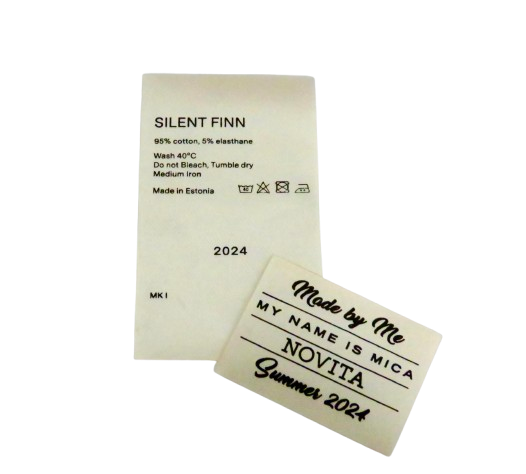 SILENT FINN
95% cotton, 5% elasthane
Wash 40°C
Do not Bleach, Tumble dry
Medium Iron
Made in Estonia
2024
MK I
Made by Me
MY NAME IS MICA
NOVITA
Summer 2024